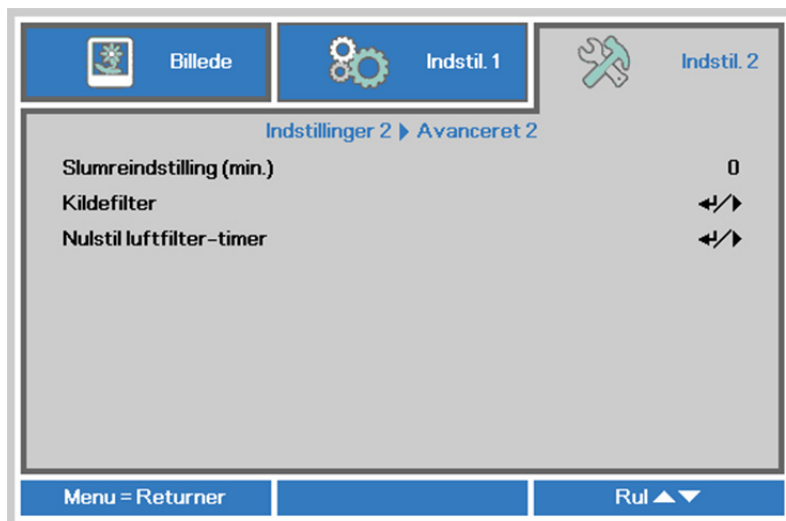 Billede
Indstil. 1
Indstil. 2
Indstillinger 2 ▶ Avanceret 2
Slumreindstilling (min.) 0
Kildefilter ↵/▶
Nulstil luftfilter-timer ↵/▶
Menu = Returner
Rul ▲▼